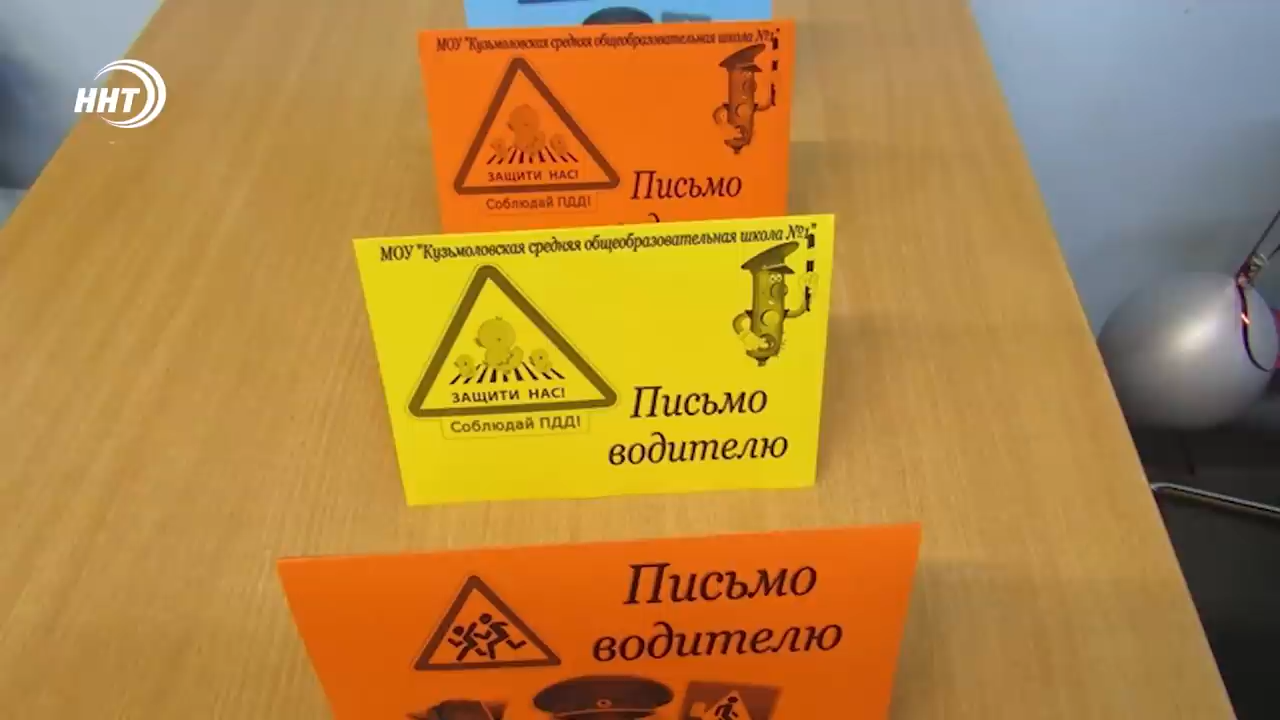 ННТ
МОУ "Кузьмоловская средняя общеобразовательная школа №1"
ЗАЩИТИ НАС!
Соблюдай ПДД!
Письмо
МОУ "Кузьмоловская средняя общеобразовательная школа №1"
ЗАЩИТИ НАС!
Соблюдай ПДД!
Письмо
водителю
Письмо
водителю